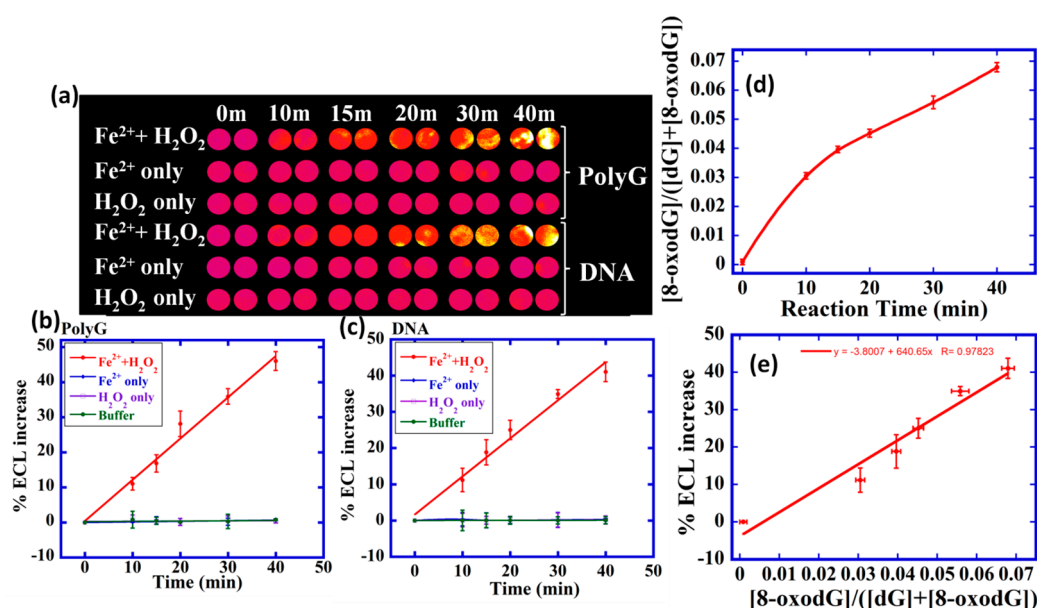 (a)
0m 10m 15m 20m 30m 40m
Fe²⁺+ H₂O₂
Fe²⁺ only
H₂O₂ only
PolyG
Fe²⁺+ H₂O₂
Fe²⁺ only
H₂O₂ only
DNA
(b)
PolyG
% ECL increase
50
40
30
20
10
0
-10
Fe²⁺+H₂O₂
Fe²⁺ only
H₂O₂ only
Buffer
0 10 20 30 40 50
Time (min)
(c)
DNA
% ECL increase
50
40
30
20
10
0
-10
Fe²⁺+H₂O₂
Fe²⁺ only
H₂O₂ only
Buffer
0 10 20 30 40 50
Time (min)
(d)
[8-oxodG]/([dG]+[8-oxodG])
0.07
0.06
0.05
0.04
0.03
0.02
0.01
0
0 10 20 30 40
Reaction Time (min)
(e)
y = -3.8007 + 640.65x R= 0.97823
% ECL increase
50
40
30
20
10
0
-10
0 0.01 0.02 0.03 0.04 0.05 0.06 0.07
[8-oxodG]/([dG]+[8-oxodG])